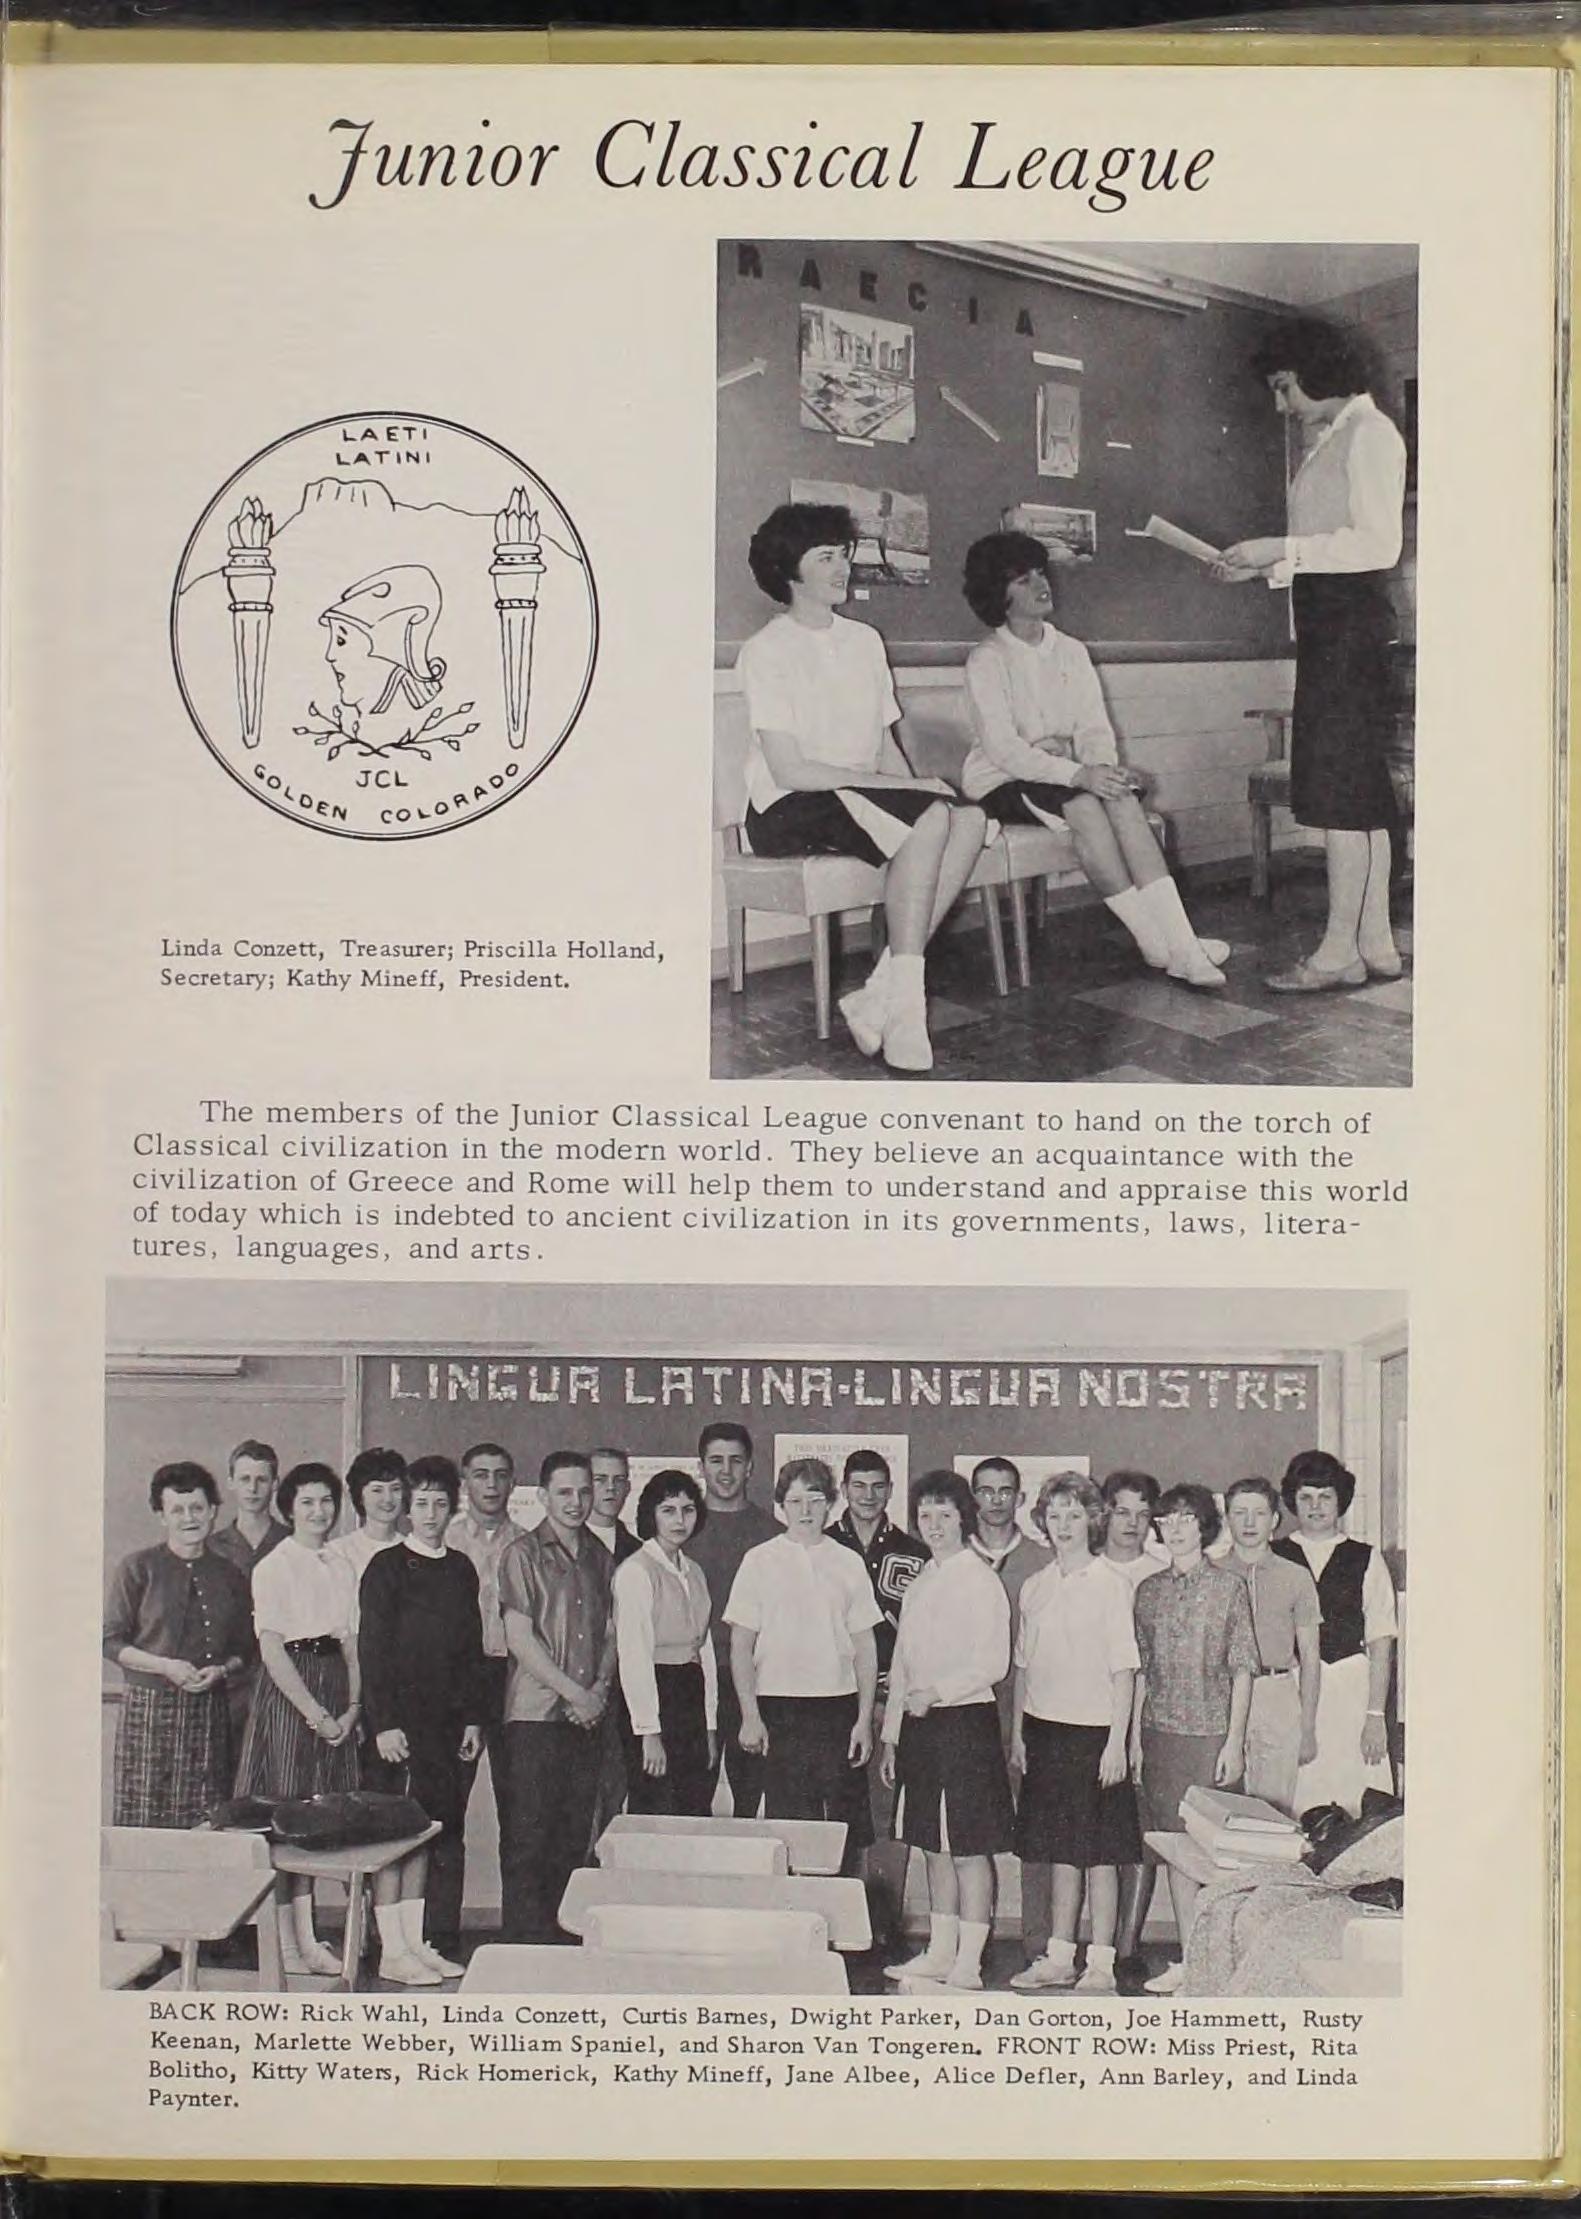 Junior Classical League
RAECIA
LAETI
LATINI
JCL
GOLDEN COLORADO
Linda Conzett, Treasurer; Priscilla Holland,
Secretary; Kathy Mineff, President.
The members of the Junior Classical League convenant to hand on the torch of
Classical civilization in the modern world. They believe an acquaintance with the
civilization of Greece and Rome will help them to understand and appraise this world
of today which is indebted to ancient civilization in its governments, laws, litera-
tures, languages, and arts.
LINGUA LATINA-LINGUA NOSTRA
G
BACK ROW: Rick Wahl, Linda Conzett, Curtis Barnes, Dwight Parker, Dan Gorton, Joe Hammett, Rusty
Keenan, Marlette Webber, William Spaniel, and Sharon Van Tongeren. FRONT ROW: Miss Priest, Rita
Bolitho, Kitty Waters, Rick Homerick, Kathy Mineff, Jane Albee, Alice Defler, Ann Barley, and Linda
Paynter.